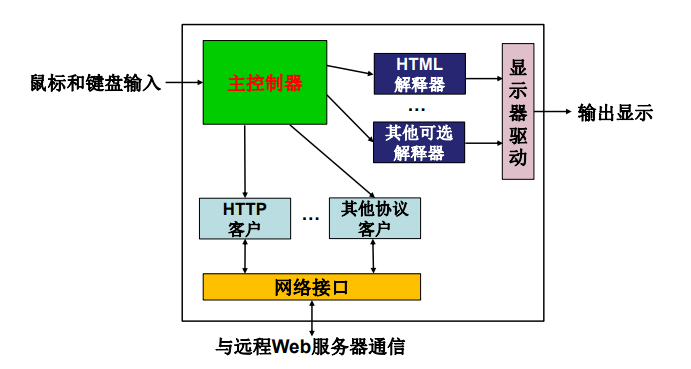 鼠标和键盘输入
主控制器
HTML
解释器
…
其他可选
解释器
显
示
器
驱
动
输出显示
HTTP
客户
…
其他协议
客户
网络接口
与远程Web服务器通信